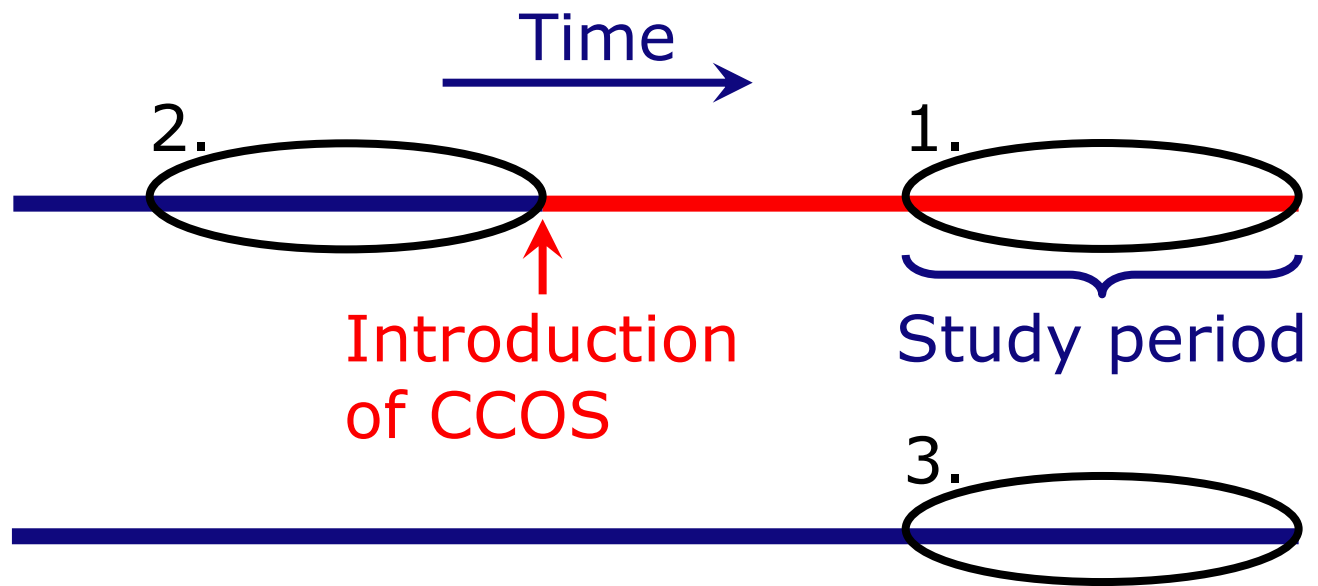 Time
2.
1.
Introduction
of CCOS
Study period
3.